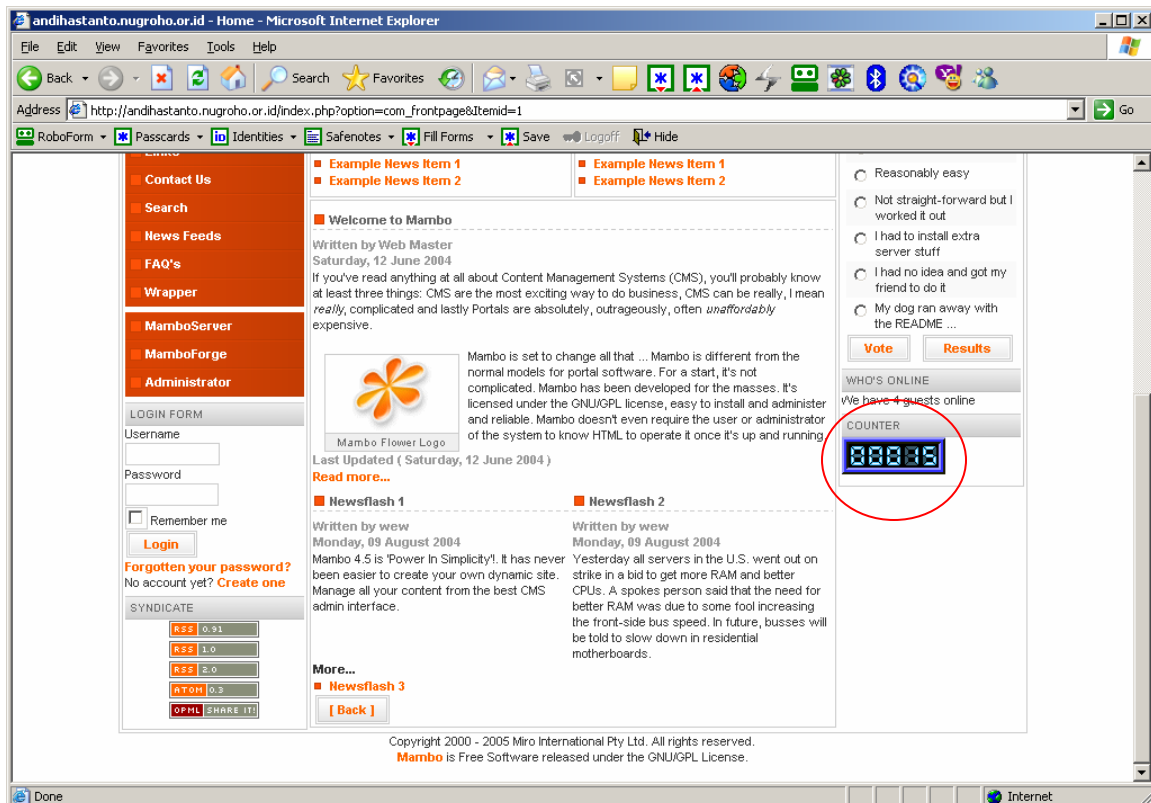 andihastanto.nugroho.or.id - Home - Microsoft Internet Explorer
File Edit View Favorites Tools Help
Back Search Favorites
Address http://andihastanto.nugroho.or.id/index.php?option=com_frontpage&Itemid=1 Go
RoboForm Passcards Identities Safenotes Fill Forms Save Logoff Hide
Links
Contact Us
Search
News Feeds
FAQ's
Wrapper
MamboServer
MamboForge
Administrator
LOGIN FORM
Username
Password
Remember me
Login
Forgotten your password?
No account yet? Create one
SYNDICATE
RSS 0.91
RSS 1.0
RSS 2.0
ATOM 0.3
OPML SHARE IT!
Example News Item 1
Example News Item 2
Example News Item 1
Example News Item 2
Welcome to Mambo
Written by Web Master
Saturday, 12 June 2004
If you've read anything at all about Content Management Systems (CMS), you'll probably know
at least three things: CMS are the most exciting way to do business, CMS can be really, I mean
really, complicated and lastly Portals are absolutely, outrageously, often unaffordably
expensive.
Mambo Flower Logo
Mambo is set to change all that ... Mambo is different from the
normal models for portal software. For a start, it's not
complicated. Mambo has been developed for the masses. It's
licensed under the GNU/GPL license, easy to install and administer
and reliable. Mambo doesn't even require the user or administrator
of the system to know HTML to operate it once it's up and running.
Last Updated ( Saturday, 12 June 2004 )
Read more...
Newsflash 1
Written by wew
Monday, 09 August 2004
Mambo 4.5 is 'Power In Simplicity'!. It has never
been easier to create your own dynamic site.
Manage all your content from the best CMS
admin interface.
Newsflash 2
Written by wew
Monday, 09 August 2004
Yesterday all servers in the U.S. went out on
strike in a bid to get more RAM and better
CPUs. A spokes person said that the need for
better RAM was due to some fool increasing
the front-side bus speed. In future, busses will
be told to slow down in residential
motherboards.
More...
Newsflash 3
[ Back ]
Reasonably easy
Not straight-forward but I
worked it out
I had to install extra
server stuff
I had no idea and got my
friend to do it
My dog ran away with
the README ...
Vote Results
WHO'S ONLINE
We have 4 guests online
COUNTER
Copyright 2000 - 2005 Miro International Pty Ltd. All rights reserved.
Mambo is Free Software released under the GNU/GPL License.
Done Internet